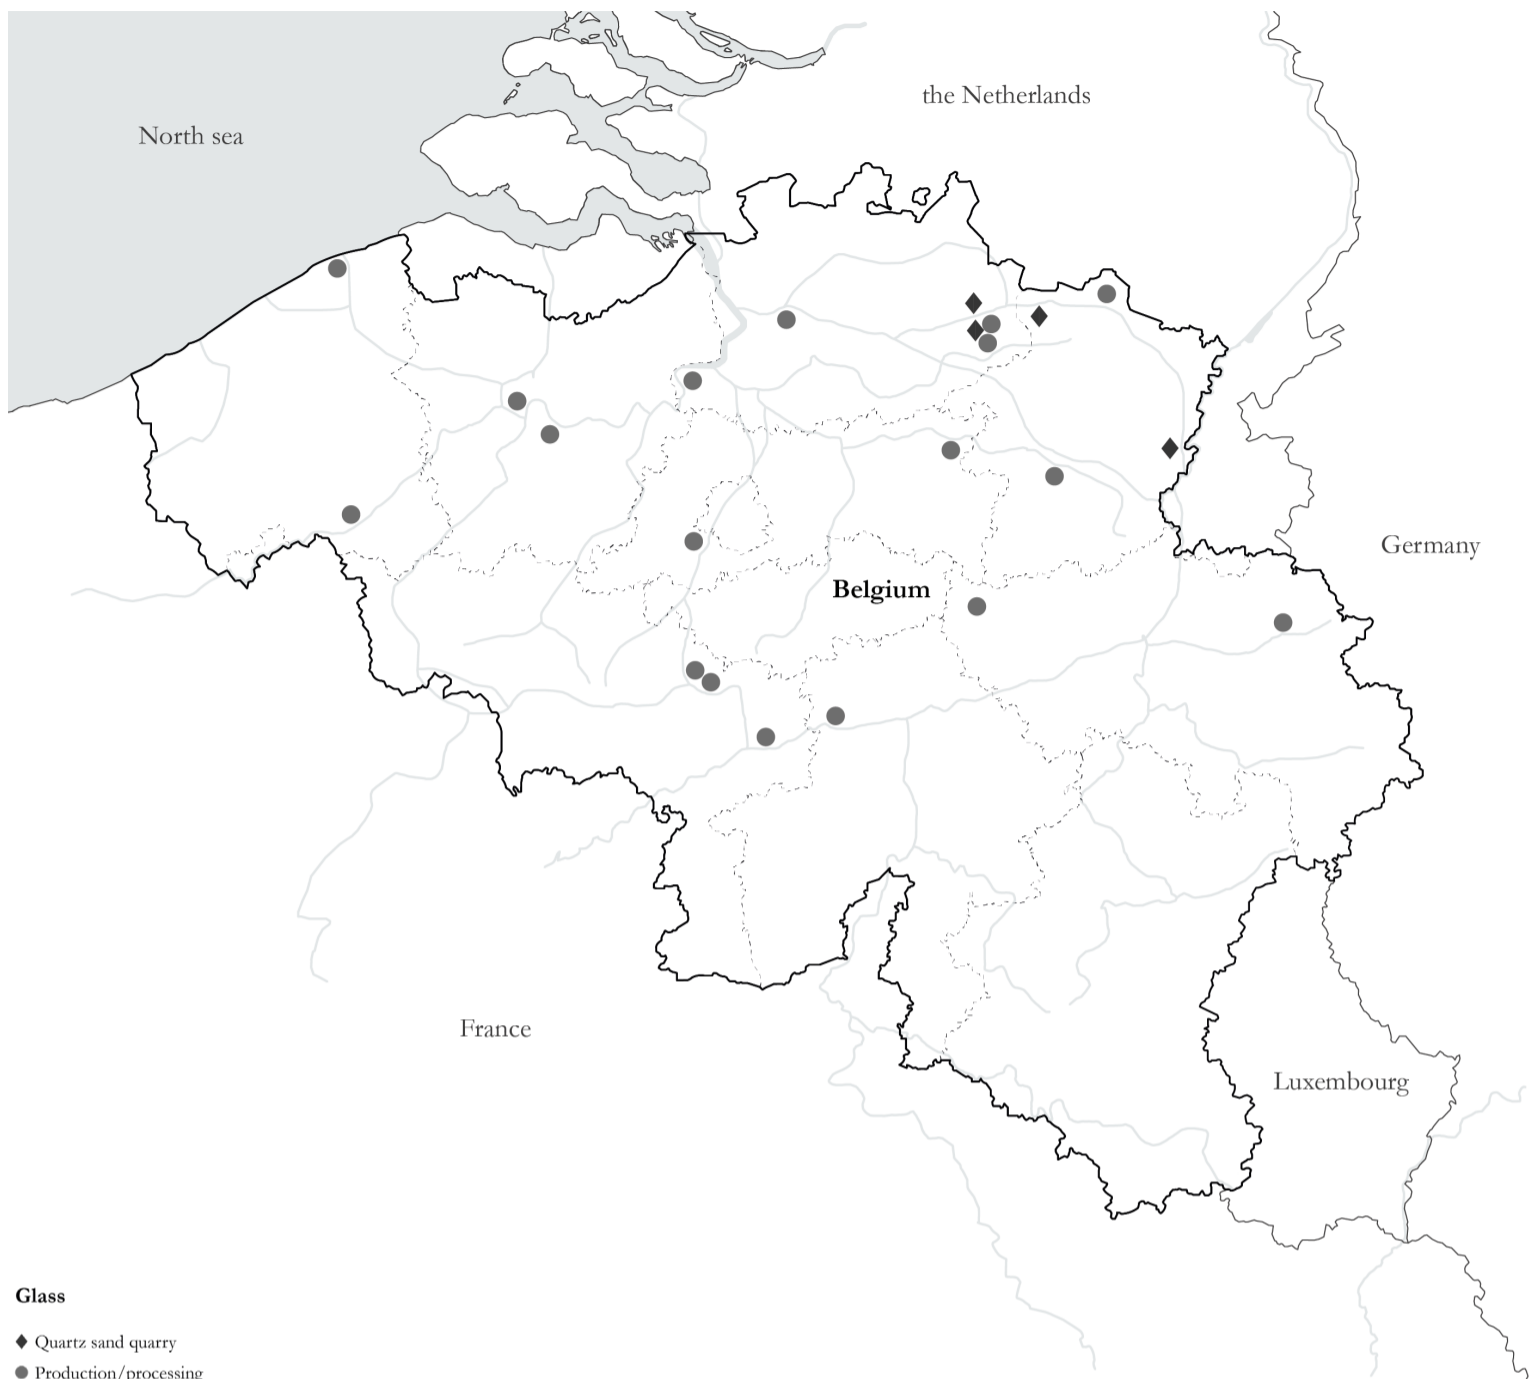 the Netherlands
North sea
Germany
Belgium
France
Luxembourg
Glass
Quartz sand quarry
Production/processing